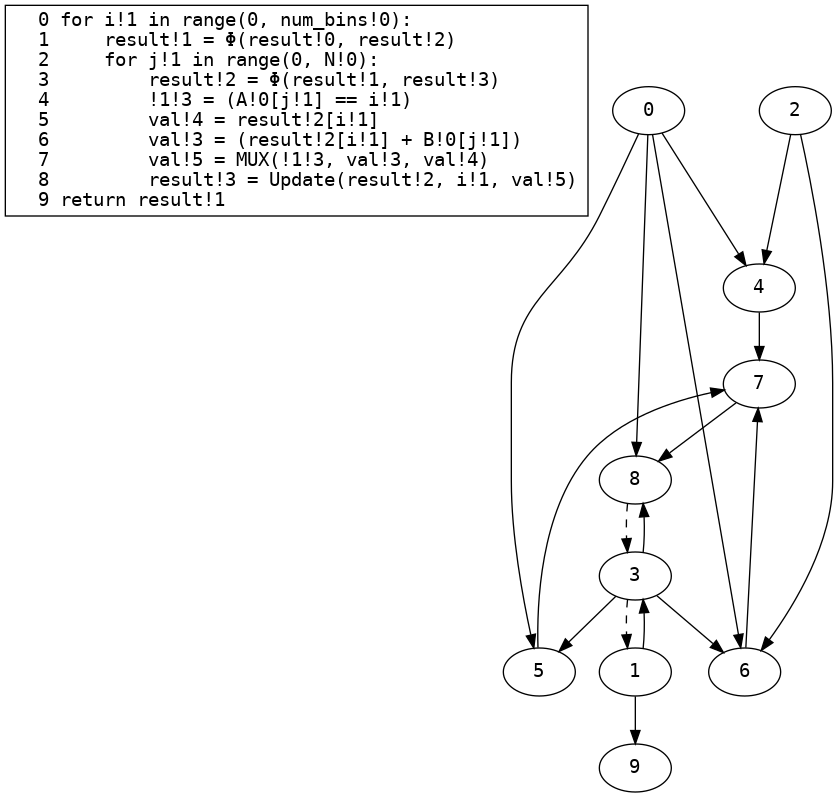 0 for i!1 in range(0, num_bins!0):
1     result!1 = Φ(result!0, result!2)
2     for j!1 in range(0, N!0):
3         result!2 = Φ(result!1, result!3)
4         !1!3 = (A!0[j!1] == i!1)
5         val!4 = result!2[i!1]
6         val!3 = (result!2[i!1] + B!0[j!1])
7         val!5 = MUX(!1!3, val!3, val!4)
8         result!3 = Update(result!2, i!1, val!5)
9 return result!1
0
2
4
7
8
3
5
1
6
9